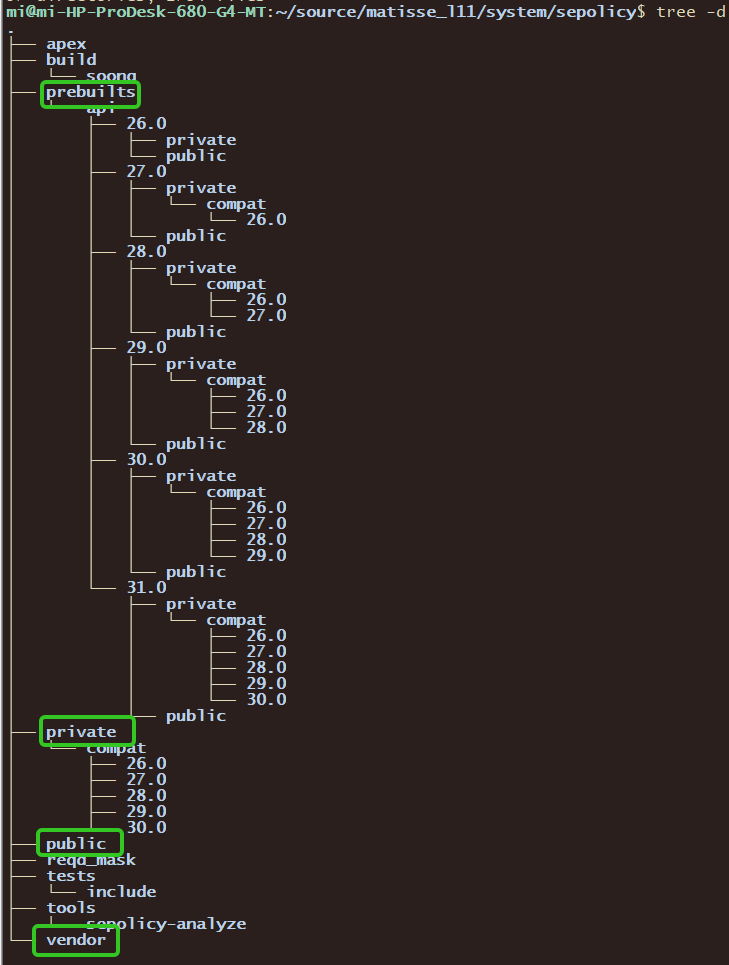 mi@mi-HP-ProDesk-680-G4-MT:~/source/matisse_l11/system/sepolicy$ tree -d
.
├── apex
├── build
│   └── soong
├── prebuilts
│   └── api
│       ├── 26.0
│       │   ├── private
│       │   └── public
│       ├── 27.0
│       │   ├── private
│       │   │   └── compat
│       │   │       └── 26.0
│       │   └── public
│       ├── 28.0
│       │   ├── private
│       │   │   └── compat
│       │   │       ├── 26.0
│       │   │       └── 27.0
│       │   └── public
│       ├── 29.0
│       │   ├── private
│       │   │   └── compat
│       │   │       ├── 26.0
│       │   │       ├── 27.0
│       │   │       └── 28.0
│       │   └── public
│       ├── 30.0
│       │   ├── private
│       │   │   └── compat
│       │   │       ├── 26.0
│       │   │       ├── 27.0
│       │   │       ├── 28.0
│       │   │       └── 29.0
│       │   └── public
│       └── 31.0
│           ├── private
│           │   └── compat
│           │       ├── 26.0
│           │       ├── 27.0
│           │       ├── 28.0
│           │       ├── 29.0
│           │       └── 30.0
│           └── public
├── private
│   └── compat
│       ├── 26.0
│       ├── 27.0
│       ├── 28.0
│       ├── 29.0
│       └── 30.0
├── public
├── reqd_mask
├── tests
│   └── include
├── tools
│   └── sepolicy-analyze
└── vendor